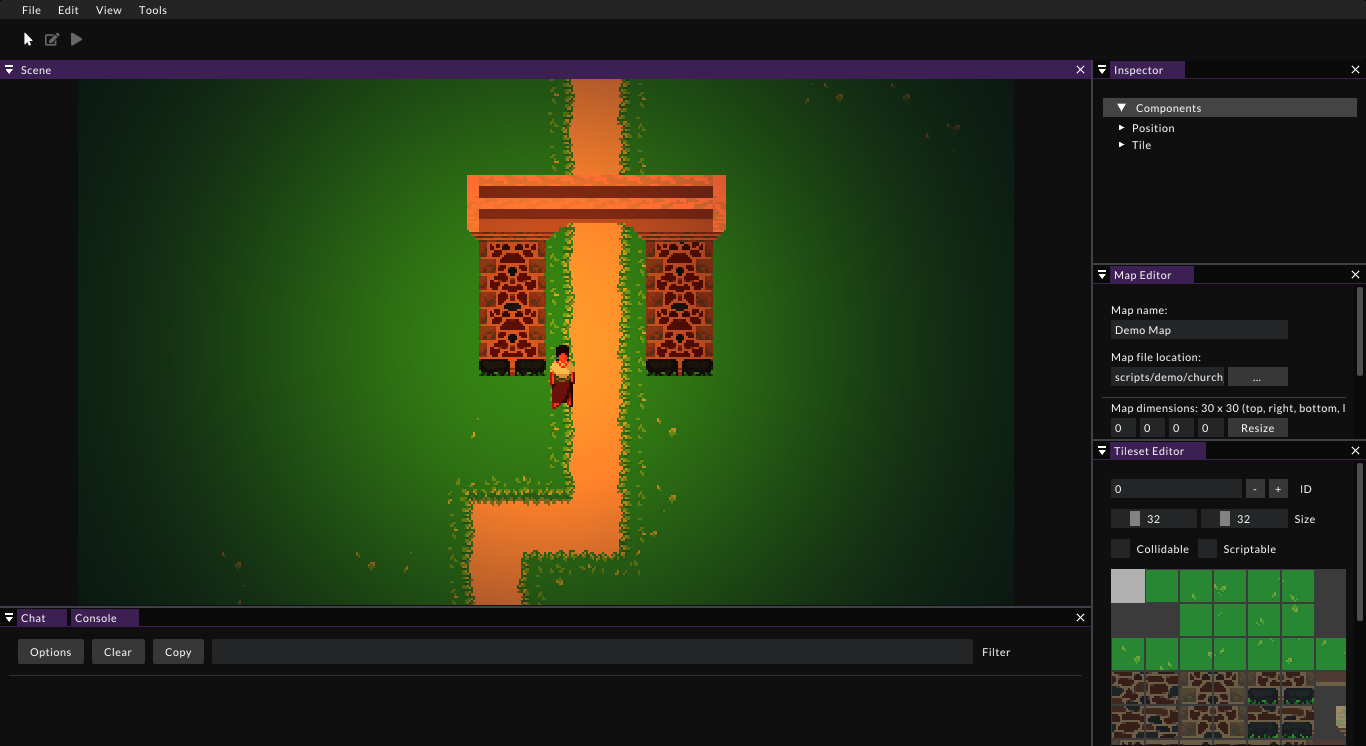 File Edit View Tools
Scene
Inspector
Components
Position
Tile
Map Editor
Map name:
Demo Map
Map file location:
scripts/demo/church ...
Map dimensions: 30 x 30 (top, right, bottom, l
0 0 0 0 Resize
Tileset Editor
0 - + ID
32 32 Size
Collidable Scriptable
Chat Console
Options Clear Copy Filter